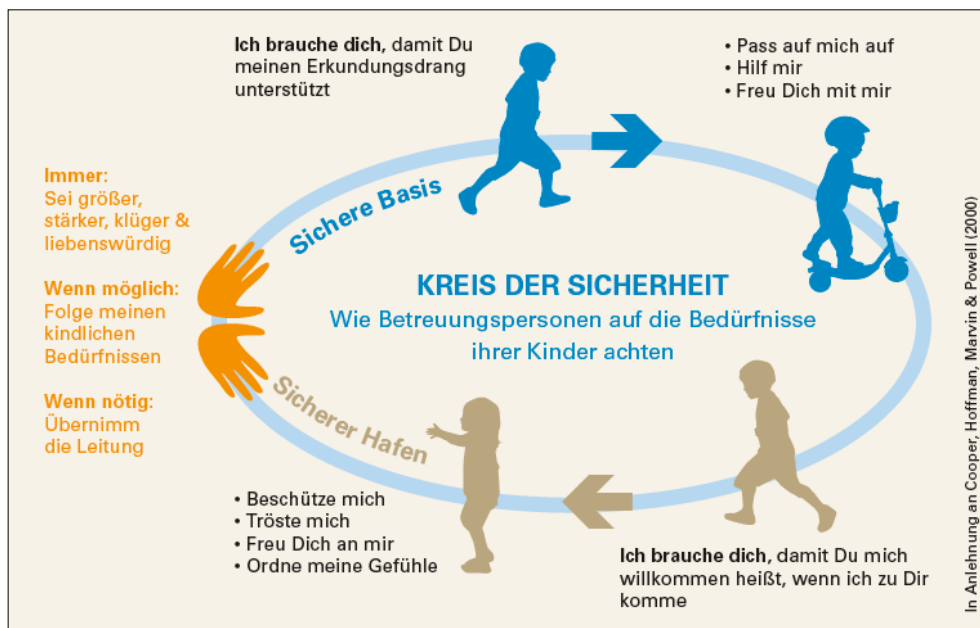 Ich brauche dich, damit Du
meinen Erkundungsdrang
unterstützt
• Pass auf mich auf
• Hilf mir
• Freu Dich mit mir
Immer:
Sei größer,
stärker, klüger &
liebenswürdig
Wenn möglich:
Folge meinen
kindlichen
Bedürfnissen
Wenn nötig:
Übernimm
die Leitung
Sichere Basis
KREIS DER SICHERHEIT
Wie Betreuungspersonen auf die Bedürfnisse
ihrer Kinder achten
Sicherer Hafen
• Beschütze mich
• Tröste mich
• Freu Dich an mir
• Ordne meine Gefühle
Ich brauche dich, damit Du mich
willkommen heißt, wenn ich zu Dir
komme
In Anlehnung an Cooper, Hoffman, Marvin & Powell (2000)